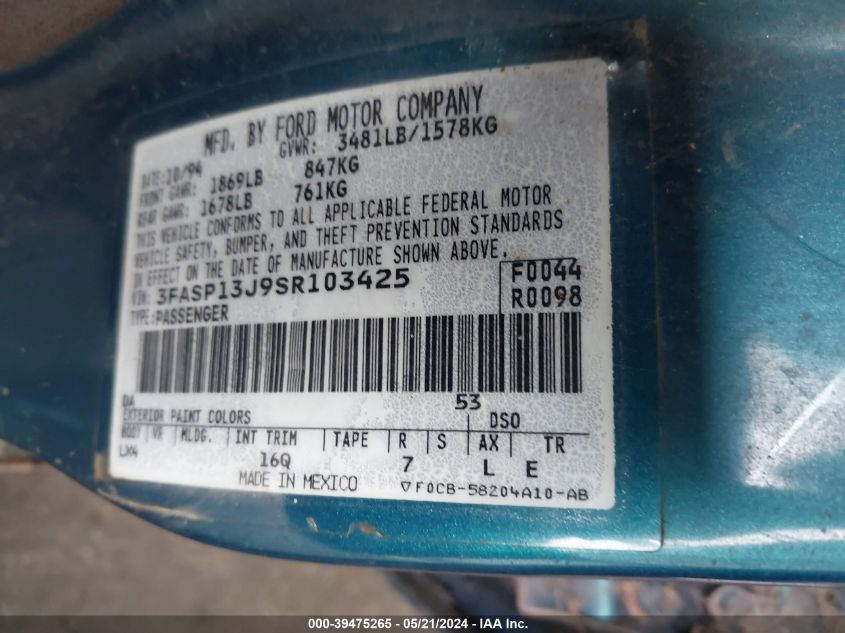 MFD. BY FORD MOTOR COMPANY
DATE: 10/94 GVWR: 3481LB/1578KG
FRONT GAWR: 1869LB 847KG
REAR GAWR: 1678LB 761KG
THIS VEHICLE CONFORMS TO ALL APPLICABLE FEDERAL MOTOR
VEHICLE SAFETY, BUMPER, AND THEFT PREVENTION STANDARDS
IN EFFECT ON THE DATE OF MANUFACTURE SHOWN ABOVE.
VIN: 3FASP13J9SR103425 F0044
TYPE: PASSENGER R0098
DA 53
EXTERIOR PAINT COLORS DSO
BODY VR MLDG. INT TRIM TAPE R S AX TR
LX4 16Q 7 L E
MADE IN MEXICO ▽F0CB-58204A10-AB
000-39475265 - 05/21/2024 - IAA Inc.